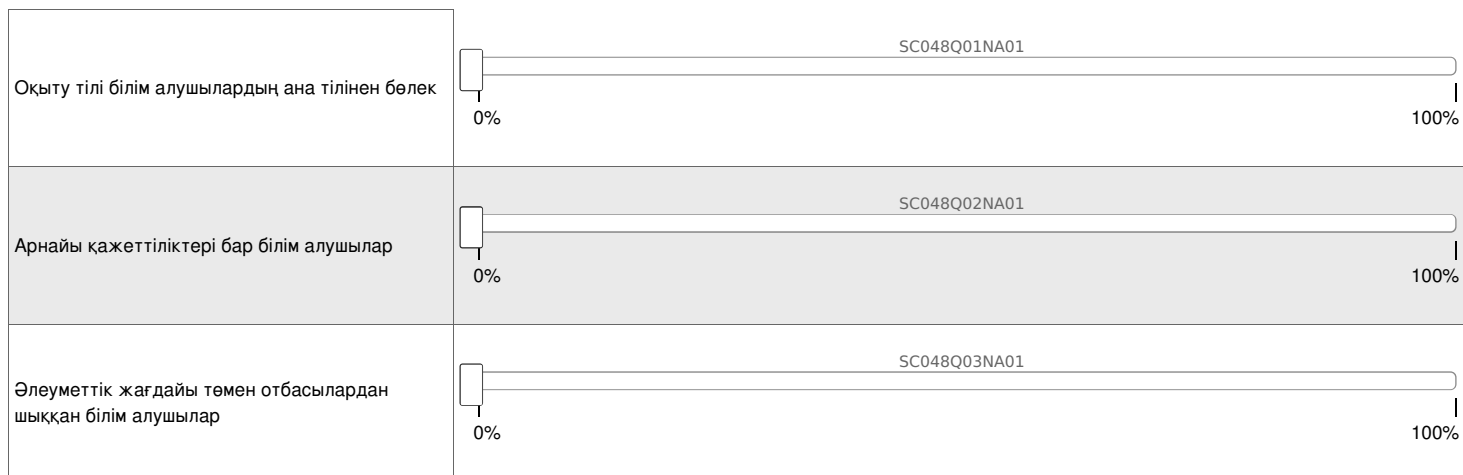 SC048Q01NA01
Оқыту тілі білім алушылардың ана тілінен бөлек
0% 100%
SC048Q02NA01
Арнайы қажеттіліктері бар білім алушылар
0% 100%
SC048Q03NA01
Әлеуметтік жағдайы төмен отбасылардан
шыққан білім алушылар
0% 100%